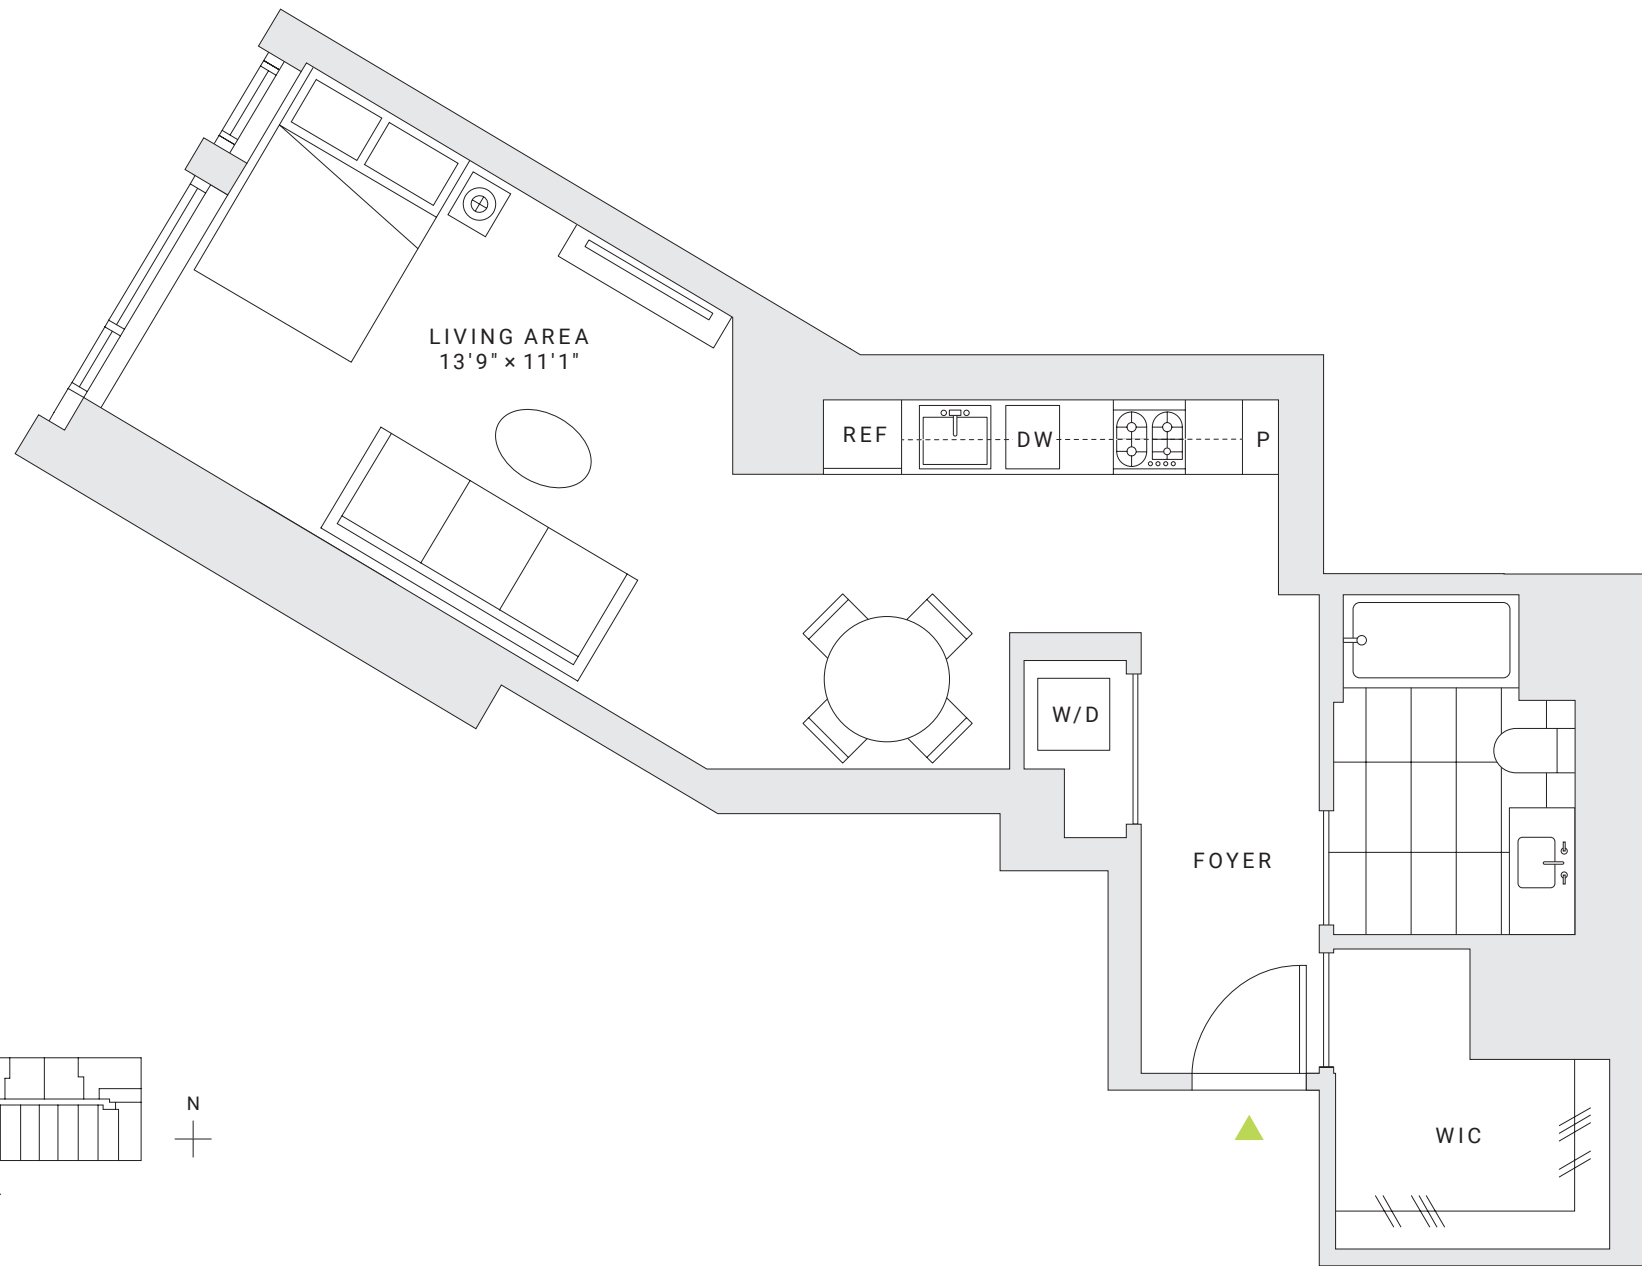 LIVING AREA
13'9" × 11'1"
REF
DW
P
W/D
FOYER
N
WIC